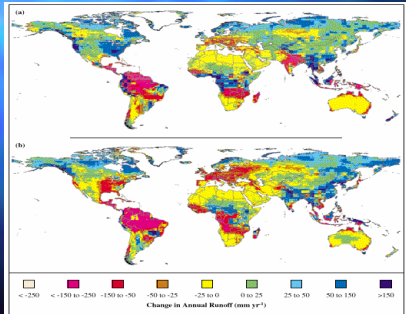 (a)
(b)
< -250 < -150 to -250 -150 to -50 -50 to -25 -25 to 0 0 to 25 25 to 50 50 to 150 >150
Change in Annual Runoff (mm yr⁻¹)